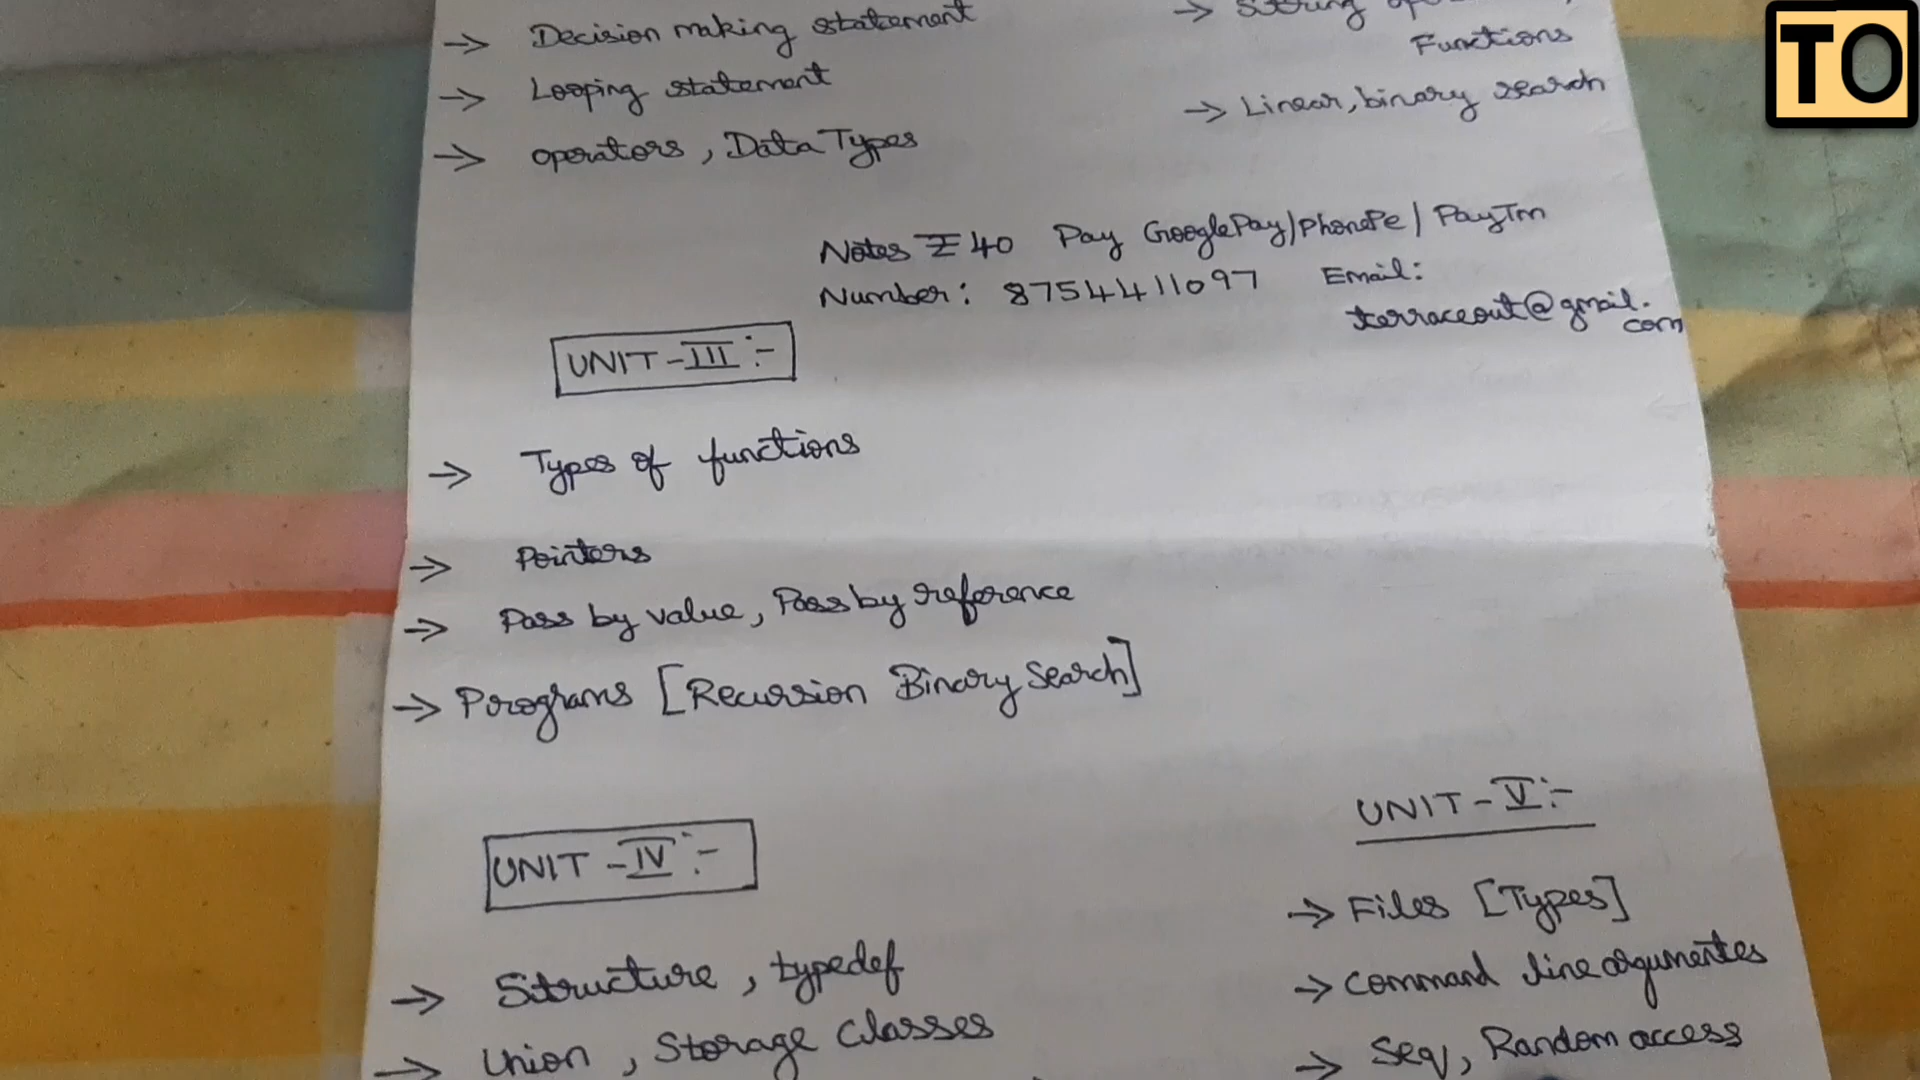 → Decision making statement
→ Looping statement
→ operators, Data Types
→ String
Functions
→ Linear, binary search
TO
Notes ₹ 40 Pay GooglePay/PhonePe/PayTm
Number: 8754411097 Email:
terraceout@gmail.
com
UNIT-III :-
→ Types of functions
→ Pointers
→ Pass by value, Pass by reference
→ Programs [Recursion Binary Search]
UNIT-IV :-
→ Structure, typedef
→ Union, Storage Classes
UNIT-V :-
→ Files [Types]
→ Command line argumentes
→ Seq, Random access